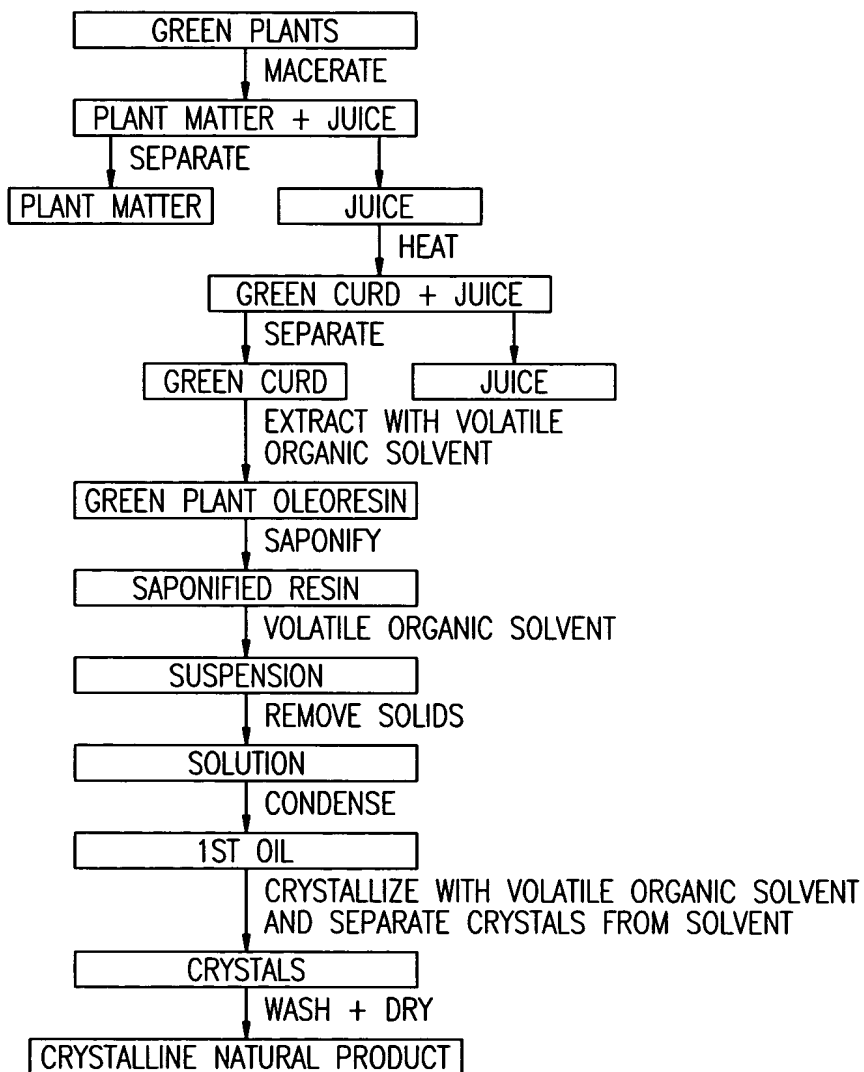 GREEN PLANTS
MACERATE
PLANT MATTER + JUICE
SEPARATE
PLANT MATTER
JUICE
HEAT
GREEN CURD + JUICE
SEPARATE
GREEN CURD
JUICE
EXTRACT WITH VOLATILE
ORGANIC SOLVENT
GREEN PLANT OLEORESIN
SAPONIFY
SAPONIFIED RESIN
VOLATILE ORGANIC SOLVENT
SUSPENSION
REMOVE SOLIDS
SOLUTION
CONDENSE
1ST OIL
CRYSTALLIZE WITH VOLATILE ORGANIC SOLVENT
AND SEPARATE CRYSTALS FROM SOLVENT
CRYSTALS
WASH + DRY
CRYSTALLINE NATURAL PRODUCT